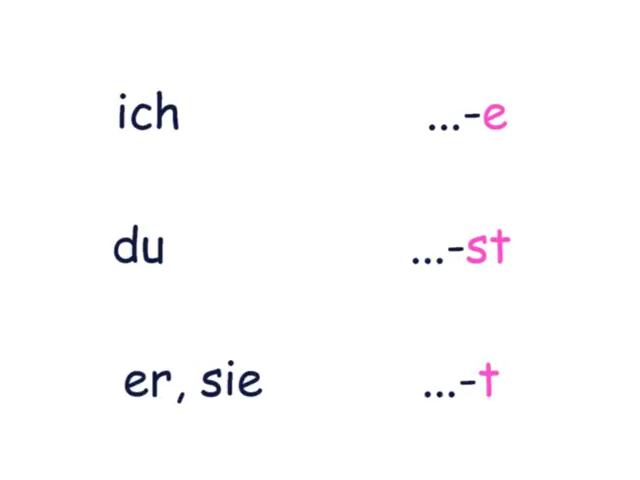 ich ...-e
du ...-st
er, sie ...-t